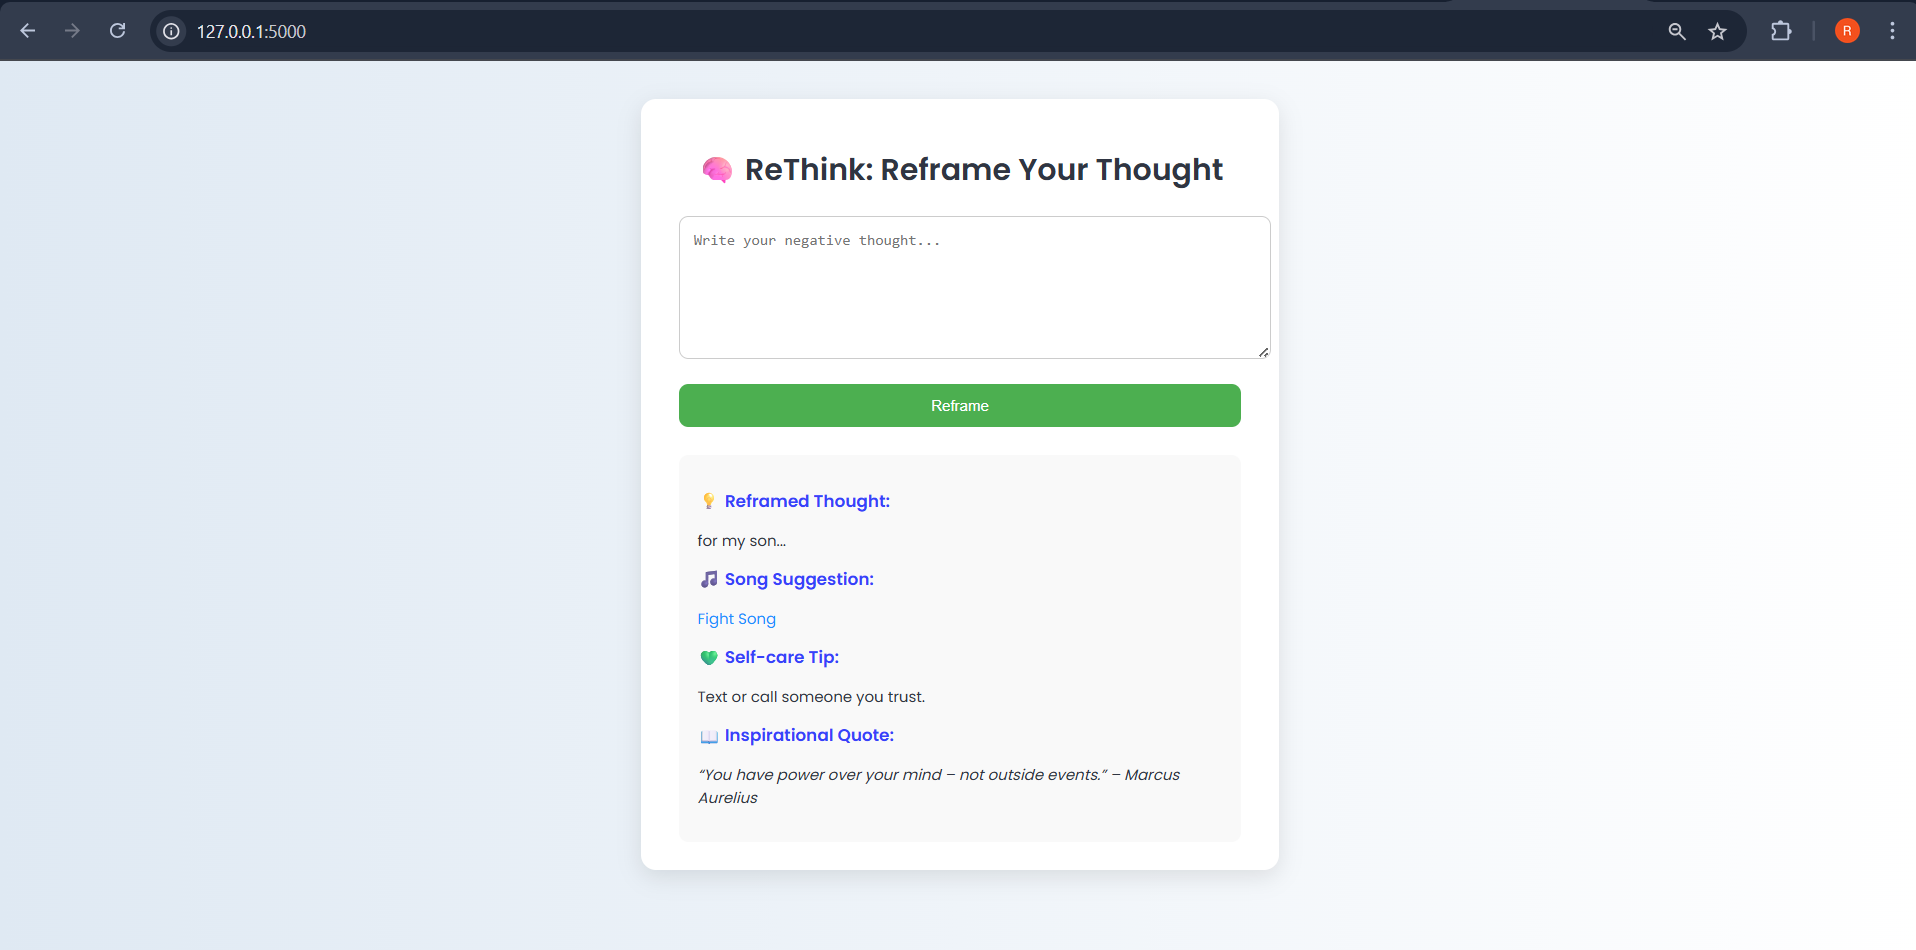 127.0.0.1:5000
R
🧠 ReThink: Reframe Your Thought
Write your negative thought...
Reframe
💡 Reframed Thought:
for my son...
🎵 Song Suggestion:
Fight Song
💚 Self-care Tip:
Text or call someone you trust.
📖 Inspirational Quote:
“You have power over your mind – not outside events.” – Marcus
Aurelius